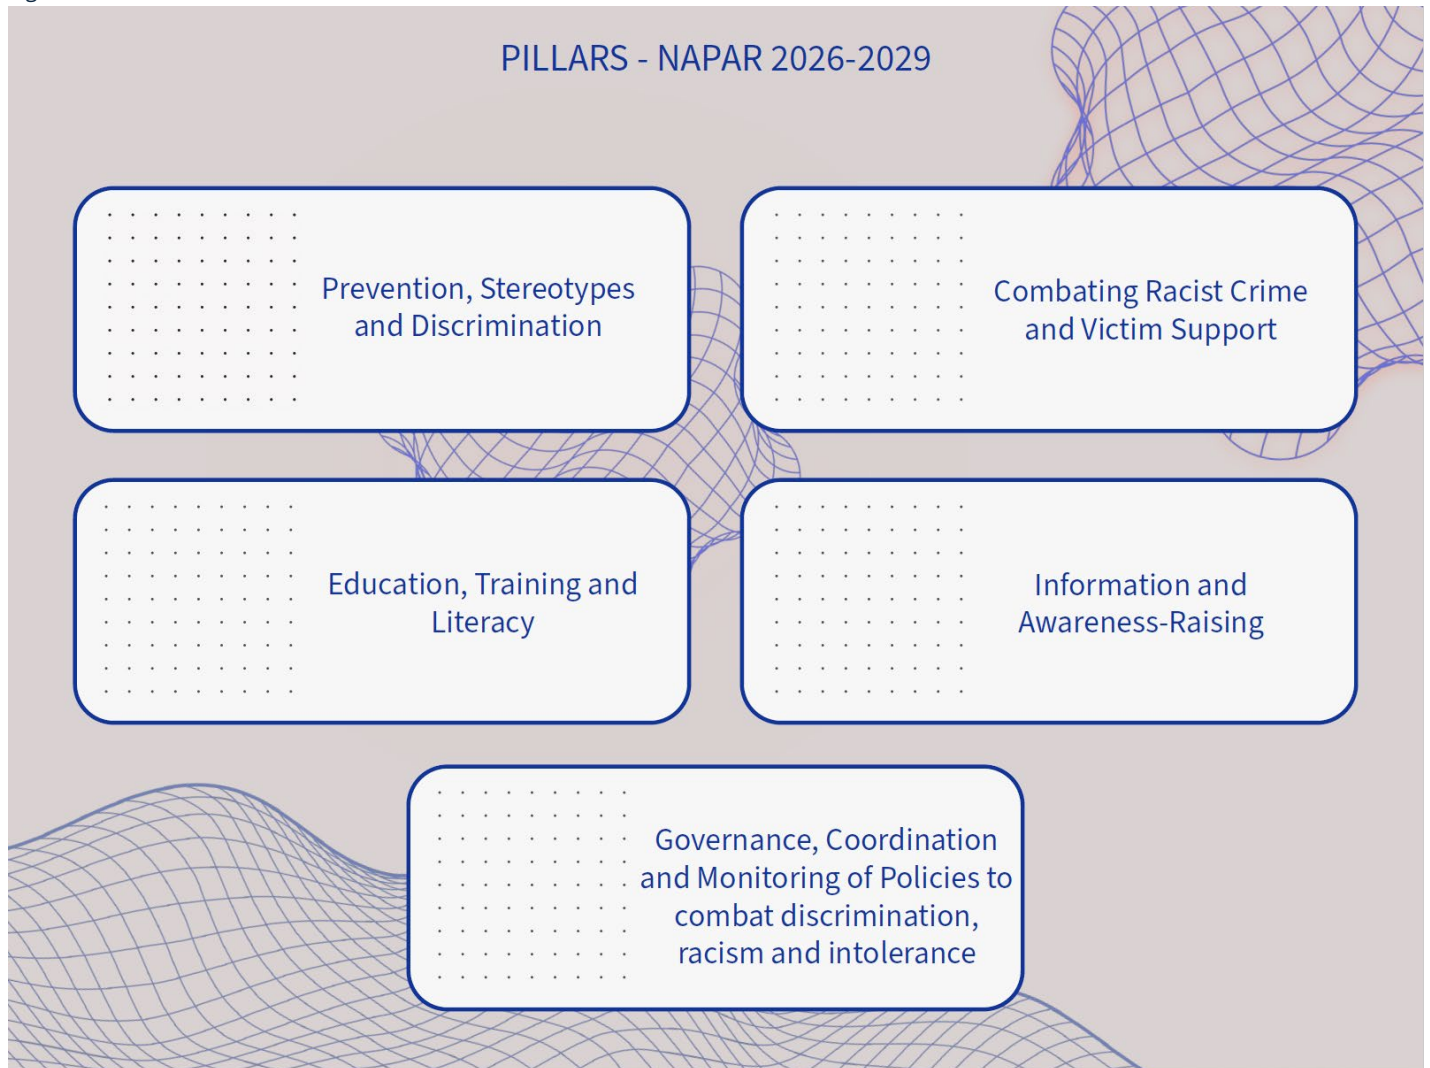 PILLARS - NAPAR 2026-2029
Prevention, Stereotypes
and Discrimination
Combating Racist Crime
and Victim Support
Education, Training and
Literacy
Information and
Awareness-Raising
Governance, Coordination
and Monitoring of Policies to
combat discrimination,
racism and intolerance